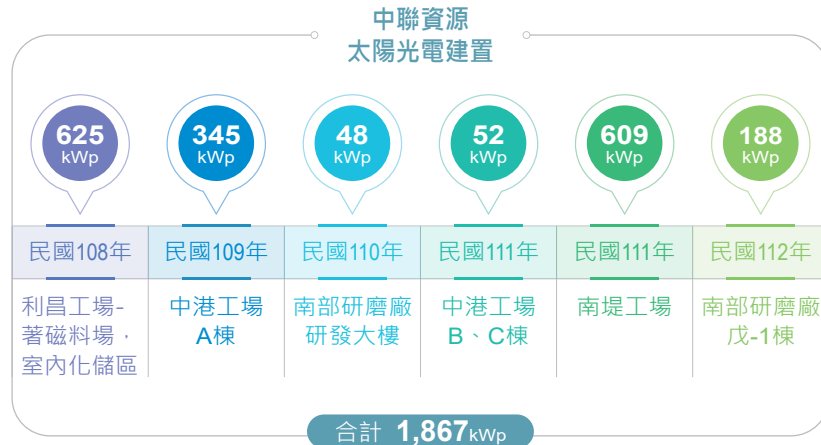 中聯資源
太陽光電建置
625
kWp
345
kWp
48
kWp
52
kWp
609
kWp
188
kWp
民國108年
民國109年
民國110年
民國111年
民國111年
民國112年
利昌工場-
著磁料場，
室內化儲區
中港工場
A棟
南部研磨廠
研發大樓
中港工場
B、C棟
南堤工場
南部研磨廠
戊-1棟
合計 1,867kWp